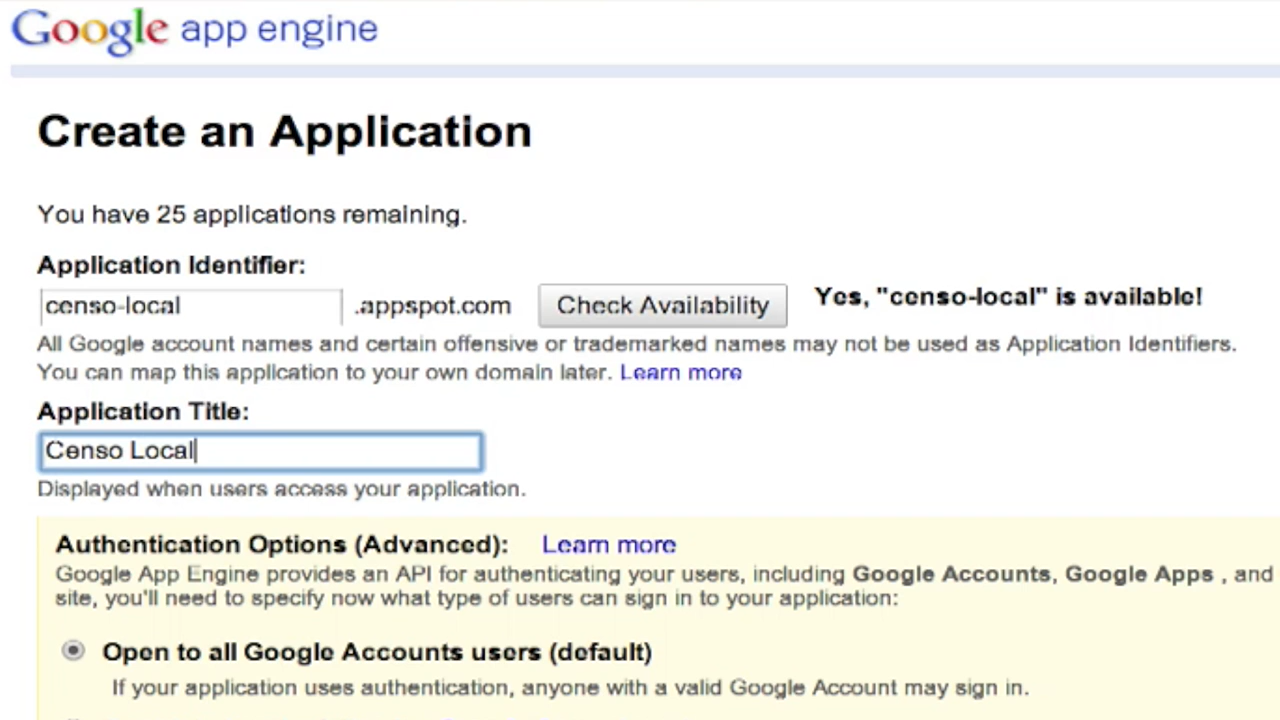 Google app engine
Create an Application
You have 25 applications remaining.
Application Identifier:
censo-local .appspot.com Check Availability Yes, "censo-local" is available!
All Google account names and certain offensive or trademarked names may not be used as Application Identifiers.
You can map this application to your own domain later. Learn more
Application Title:
Censo Local
Displayed when users access your application.
Authentication Options (Advanced): Learn more
Google App Engine provides an API for authenticating your users, including Google Accounts, Google Apps , and
site, you'll need to specify now what type of users can sign in to your application:
Open to all Google Accounts users (default)
If your application uses authentication, anyone with a valid Google Account may sign in.